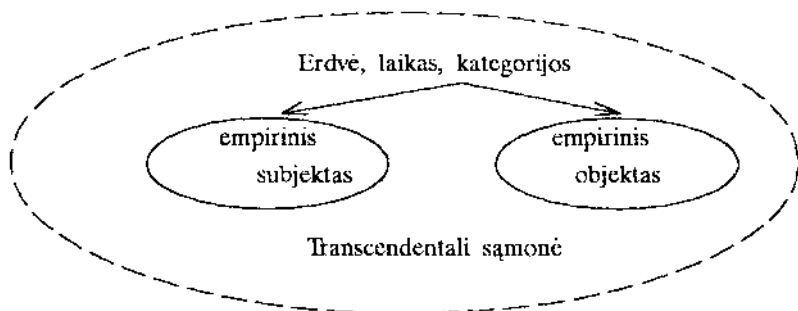 Erdvė, laikas, kategorijos
empirinis
subjektas
empirinis
objektas
Transcendentali sąmonė